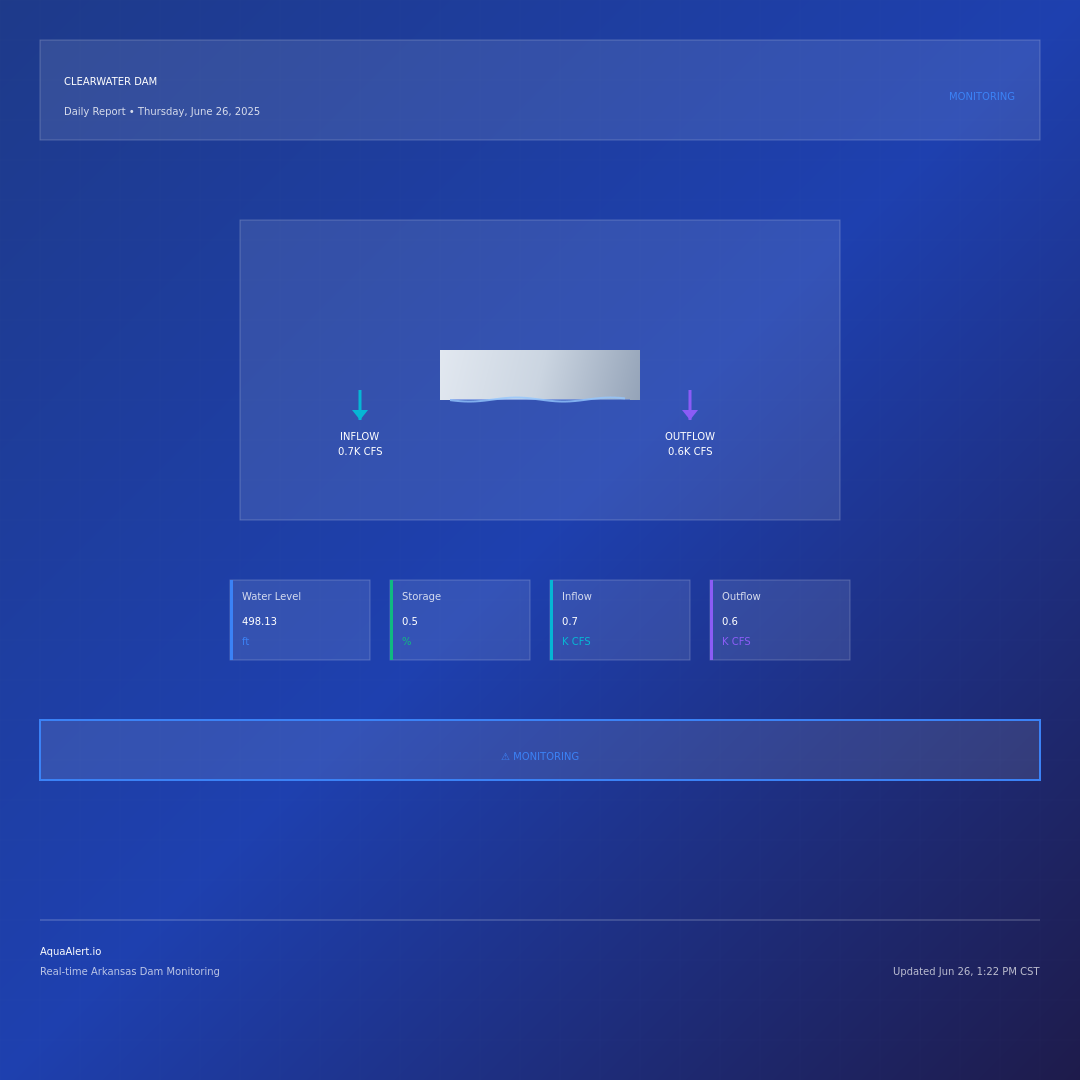 CLEARWATER DAM
Daily Report • Thursday, June 26, 2025
MONITORING
INFLOW
0.7K CFS
OUTFLOW
0.6K CFS
Water Level
498.13
ft
Storage
0.5
%
Inflow
0.7
K CFS
Outflow
0.6
K CFS
⚠ MONITORING
AquaAlert.io
Real-time Arkansas Dam Monitoring
Updated Jun 26, 1:22 PM CST